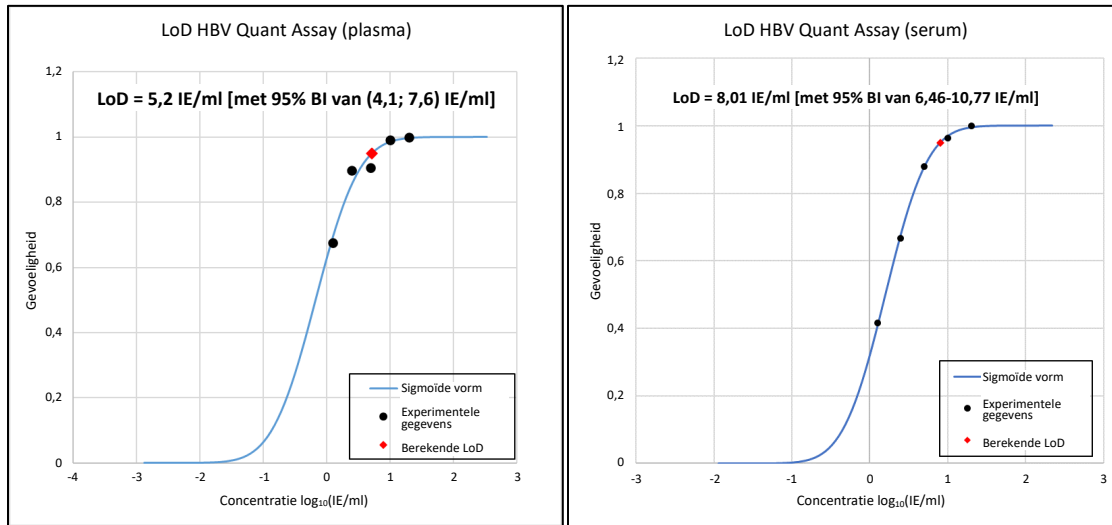 LoD HBV Quant Assay (plasma)
1,2
LoD = 5,2 IE/ml [met 95% BI van (4,1; 7,6) IE/ml]
1
0,8
0,6
0,4
0,2
0
Gevoeligheid
-4
-3
-2
-1
0
1
2
3
Concentratie log₁₀(IE/ml)
Sigmoïde vorm
Experimentele
gegevens
Berekende LoD
LoD HBV Quant Assay (serum)
1,2
LoD = 8,01 IE/ml [met 95% BI van 6,46-10,77 IE/ml]
1
0,8
0,6
0,4
0,2
0
Gevoeligheid
-3
-2
-1
0
1
2
3
Concentratie log₁₀(IE/ml)
Sigmoïde vorm
Experimentele
gegevens
Berekende LoD